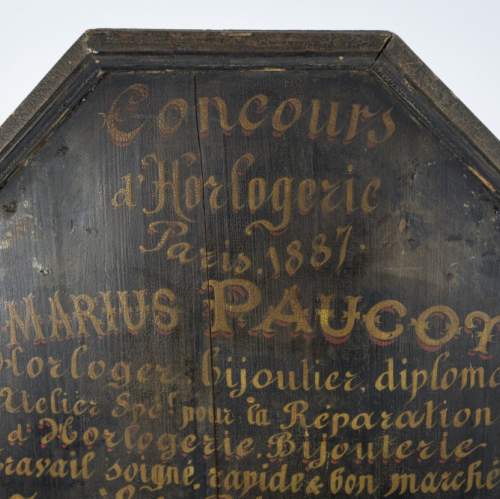 Concours
d'Horlogerie
Paris. 1887.
MARIUS PAUCOT
Horloger, bijoutier, diplomé
Atelier Spel. pour la Réparation
d'Horlogerie, Bijouterie
Travail soigné, rapide & bon marché